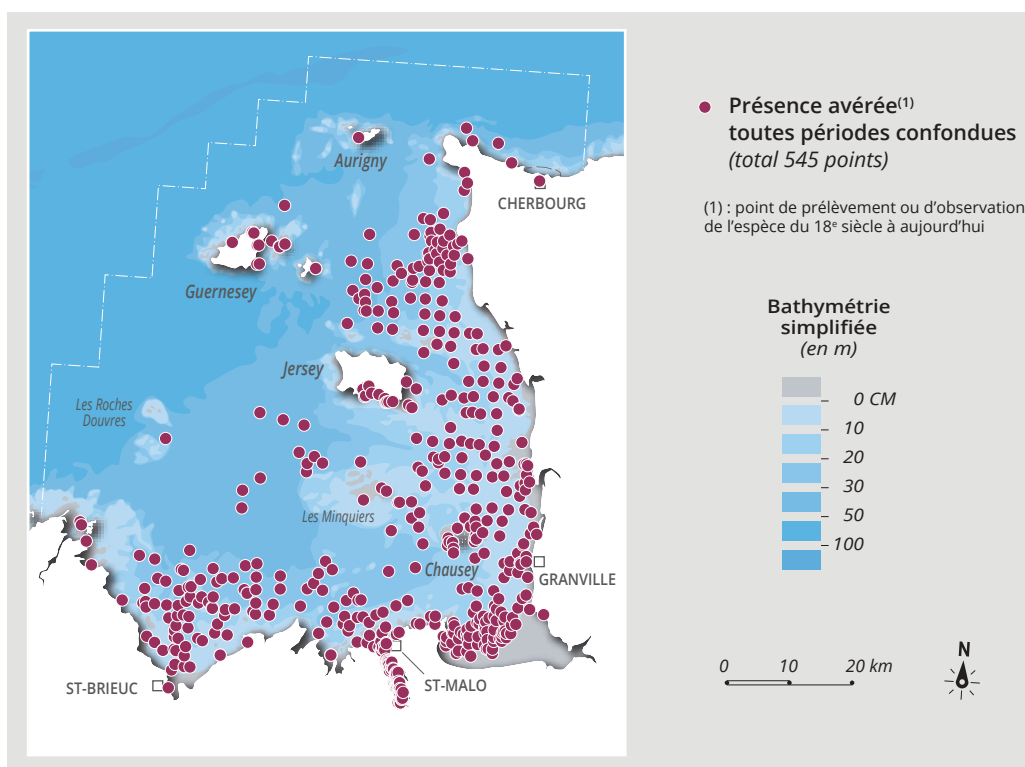 Aurigny
CHERBOURG
Guernesey
Jersey
Les Roches
Douvres
Les Minquiers
Chausey
GRANVILLE
ST-BRIEUC
ST-MALO
Présence avérée(1)
toutes périodes confondues
(total 545 points)
(1) : point de prélèvement ou d'observation
de l'espèce du 18e siècle à aujourd'hui
Bathymétrie
simplifiée
(en m)
0 CM
10
20
30
50
100
0 10 20 km
N